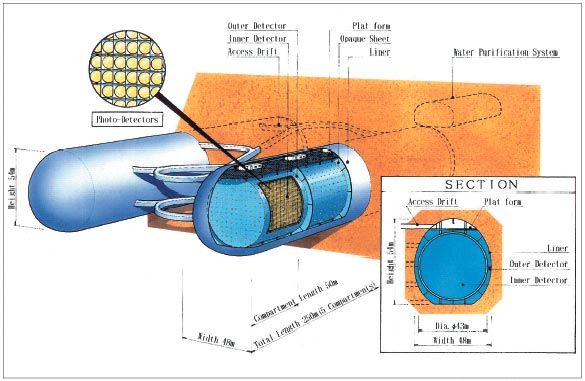 Outer Detector
Inner Detector
Access Drift
Plat form
Opaque Sheet
Liner
Water Purification System
Photo-Detectors
Height 54m
Compartment Length 50m
Total Length 250m(5 Compartments)
Width 48m
SECTION
Access Drift
Plat form
Height 54m
Liner
Outer Detector
Inner Detector
Dia. φ43m
Width 48m